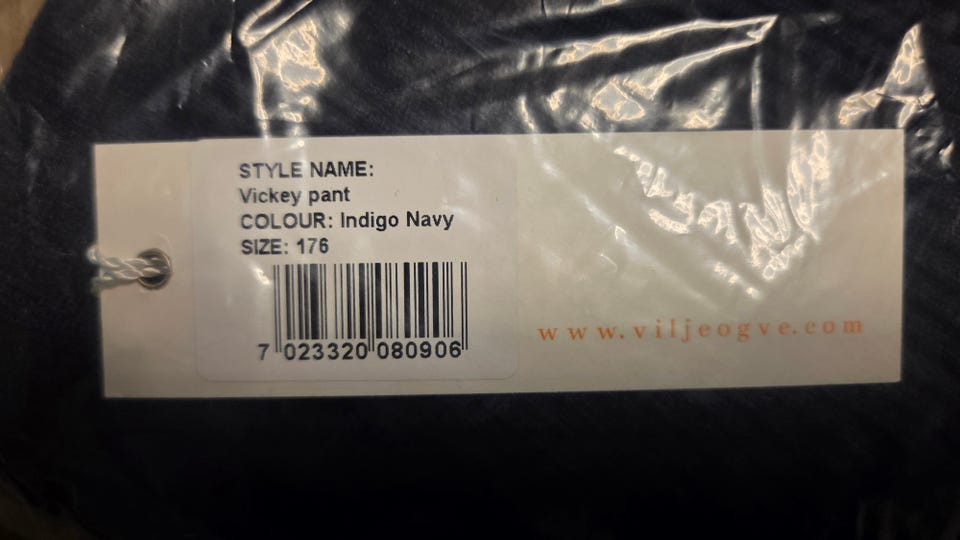 STYLE NAME:
Vickey pant
COLOUR: Indigo Navy
SIZE: 176
7 023320 080906
www.viljeogve.com